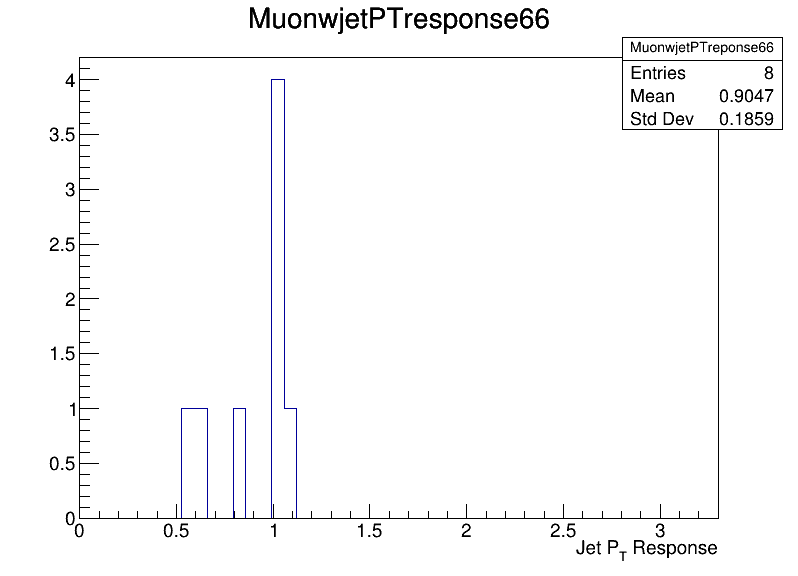 MuonwjetPTresponse66
MuonwjetPTreponse66
Entries 8
Mean 0.9047
Std Dev 0.1859
4
3.5
3
2.5
2
1.5
1
0.5
0
0 0.5 1 1.5 2 2.5 3
Jet PT Response